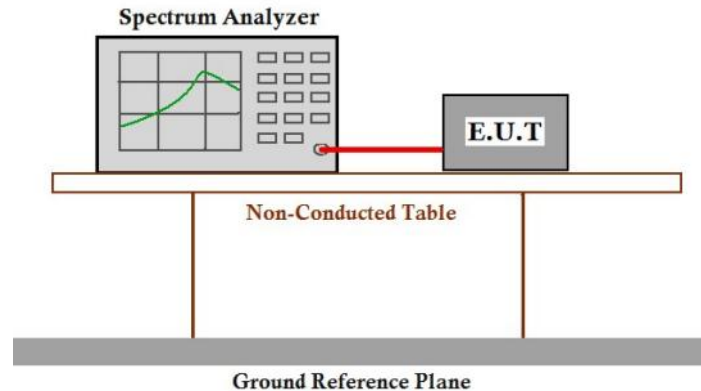 Spectrum Analyzer
E.U.T
Non-Conducted Table
Ground Reference Plane